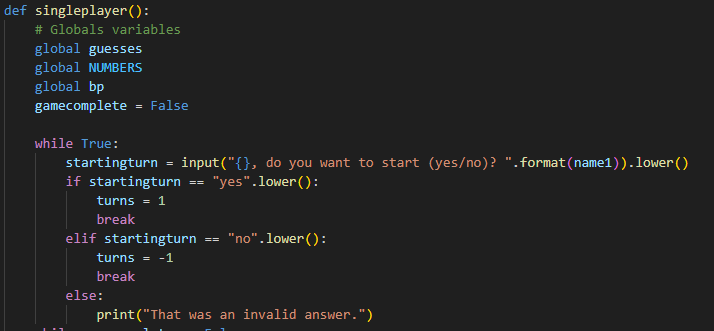 def singleplayer():
    # Globals variables
    global guesses
    global NUMBERS
    global bp
    gamecomplete = False

    while True:
        startingturn = input("{}, do you want to start (yes/no)? ".format(name1)).lower()
        if startingturn == "yes".lower():
            turns = 1
            break
        elif startingturn == "no".lower():
            turns = -1
            break
        else:
            print("That was an invalid answer.")